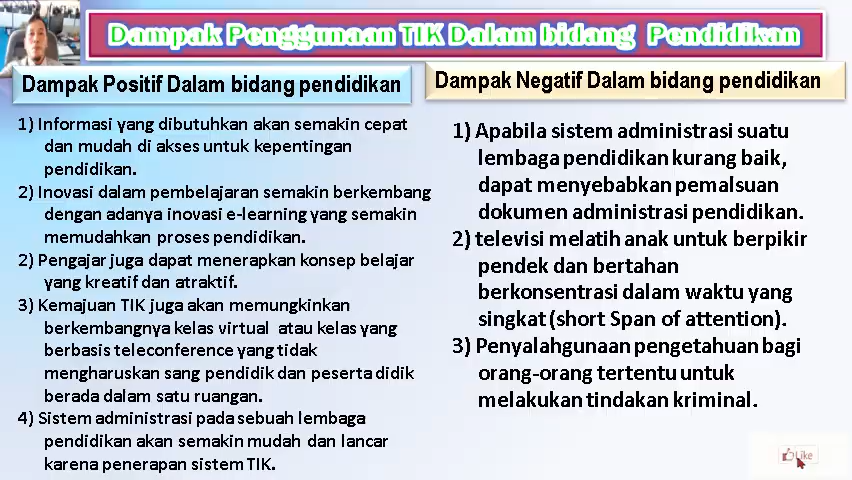 Dampak Penggunaan TIK Dalam bidang Pendidikan
Dampak Positif Dalam bidang pendidikan
1) Informasi yang dibutuhkan akan semakin cepat
dan mudah di akses untuk kepentingan
pendidikan.
2) Inovasi dalam pembelajaran semakin berkembang
dengan adanya inovasi e-learning yang semakin
memudahkan proses pendidikan.
2) Pengajar juga dapat menerapkan konsep belajar
yang kreatif dan atraktif.
3) Kemajuan TIK juga akan memungkinkan
berkembangnya kelas virtual atau kelas yang
berbasis teleconference yang tidak
mengharuskan sang pendidik dan peserta didik
berada dalam satu ruangan.
4) Sistem administrasi pada sebuah lembaga
pendidikan akan semakin mudah dan lancar
karena penerapan sistem TIK.
Dampak Negatif Dalam bidang pendidikan
1) Apabila sistem administrasi suatu
lembaga pendidikan kurang baik,
dapat menyebabkan pemalsuan
dokumen administrasi pendidikan.
2) televisi melatih anak untuk berpikir
pendek dan bertahan
berkonsentrasi dalam waktu yang
singkat (short Span of attention).
3) Penyalahgunaan pengetahuan bagi
orang-orang tertentu untuk
melakukan tindakan kriminal.
Like